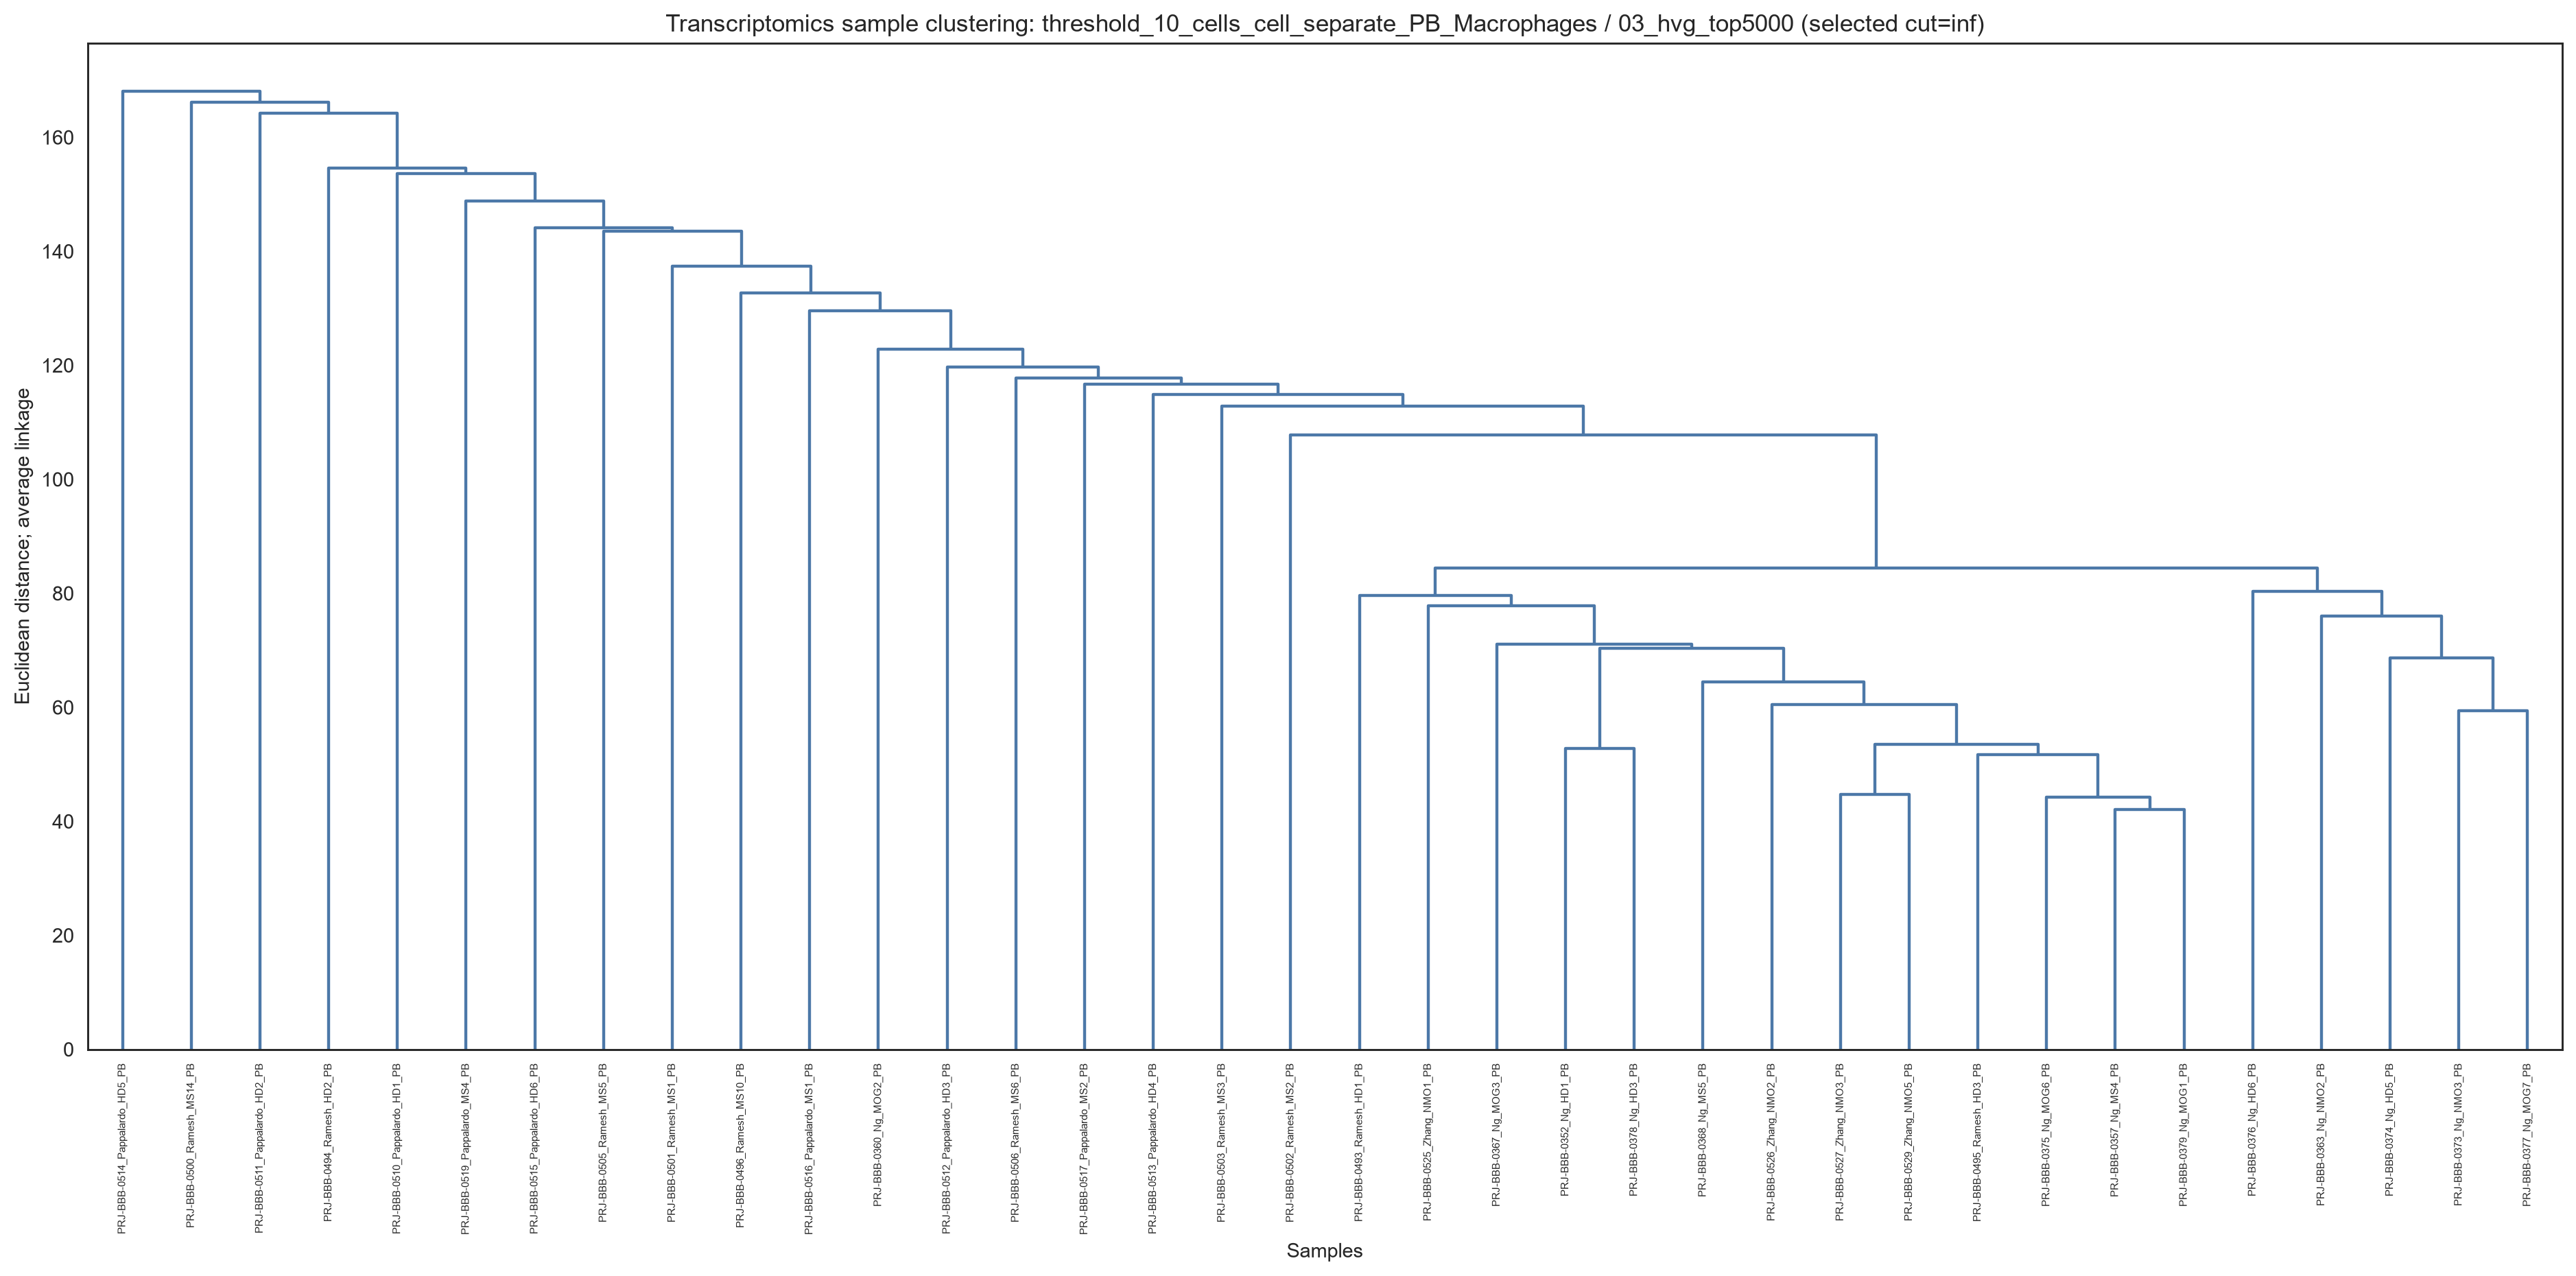 Transcriptomics sample clustering: threshold_10_cells_cell_separate_PB_Macrophages / 03_hvg_top5000 (selected cut=inf)
Euclidean distance; average linkage
160
140
120
100
80
60
40
20
0
PRJ-BBB-0514_Pappalardo_HD5_PB
PRJ-BBB-0500_Ramesh_MS14_PB
PRJ-BBB-0511_Pappalardo_HD2_PB
PRJ-BBB-0494_Ramesh_HD2_PB
PRJ-BBB-0510_Pappalardo_HD1_PB
PRJ-BBB-0519_Pappalardo_MS4_PB
PRJ-BBB-0515_Pappalardo_HD6_PB
PRJ-BBB-0505_Ramesh_MS5_PB
PRJ-BBB-0501_Ramesh_MS1_PB
PRJ-BBB-0496_Ramesh_MS10_PB
PRJ-BBB-0516_Pappalardo_MS1_PB
PRJ-BBB-0360_Ng_MOG2_PB
PRJ-BBB-0512_Pappalardo_HD3_PB
PRJ-BBB-0506_Ramesh_MS6_PB
PRJ-BBB-0517_Pappalardo_MS2_PB
PRJ-BBB-0513_Pappalardo_HD4_PB
PRJ-BBB-0503_Ramesh_MS3_PB
PRJ-BBB-0502_Ramesh_MS2_PB
PRJ-BBB-0493_Ramesh_HD1_PB
PRJ-BBB-0525_Zhang_NMO1_PB
PRJ-BBB-0367_Ng_MOG3_PB
PRJ-BBB-0352_Ng_HD1_PB
PRJ-BBB-0378_Ng_HD3_PB
PRJ-BBB-0368_Ng_MS5_PB
PRJ-BBB-0526_Zhang_NMO2_PB
PRJ-BBB-0527_Zhang_NMO3_PB
PRJ-BBB-0529_Zhang_NMO5_PB
PRJ-BBB-0495_Ramesh_HD3_PB
PRJ-BBB-0375_Ng_MOG6_PB
PRJ-BBB-0357_Ng_MS4_PB
PRJ-BBB-0379_Ng_MOG1_PB
PRJ-BBB-0376_Ng_HD6_PB
PRJ-BBB-0363_Ng_NMO2_PB
PRJ-BBB-0374_Ng_HD5_PB
PRJ-BBB-0373_Ng_NMO3_PB
PRJ-BBB-0377_Ng_MOG7_PB
Samples